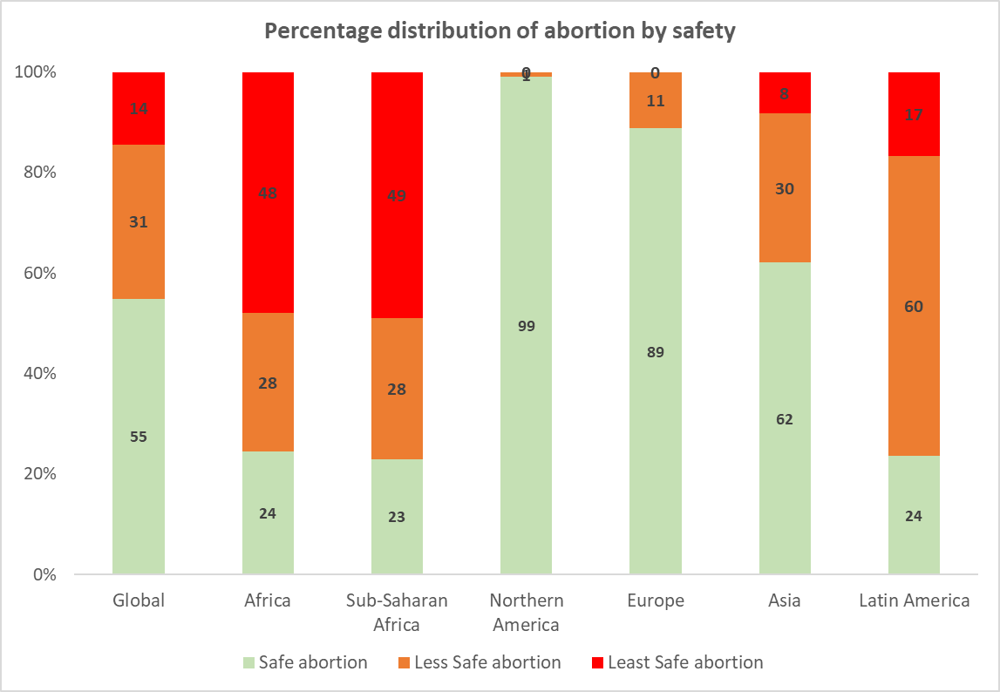 Percentage distribution of abortion by safety
100%
80%
60%
40%
20%
0%
14
31
55
48
28
24
49
28
23
0
1
99
0
11
89
8
30
62
17
60
24
Global
Africa
Sub-Saharan
Africa
Northern
America
Europe
Asia
Latin America
Safe abortion
Less Safe abortion
Least Safe abortion